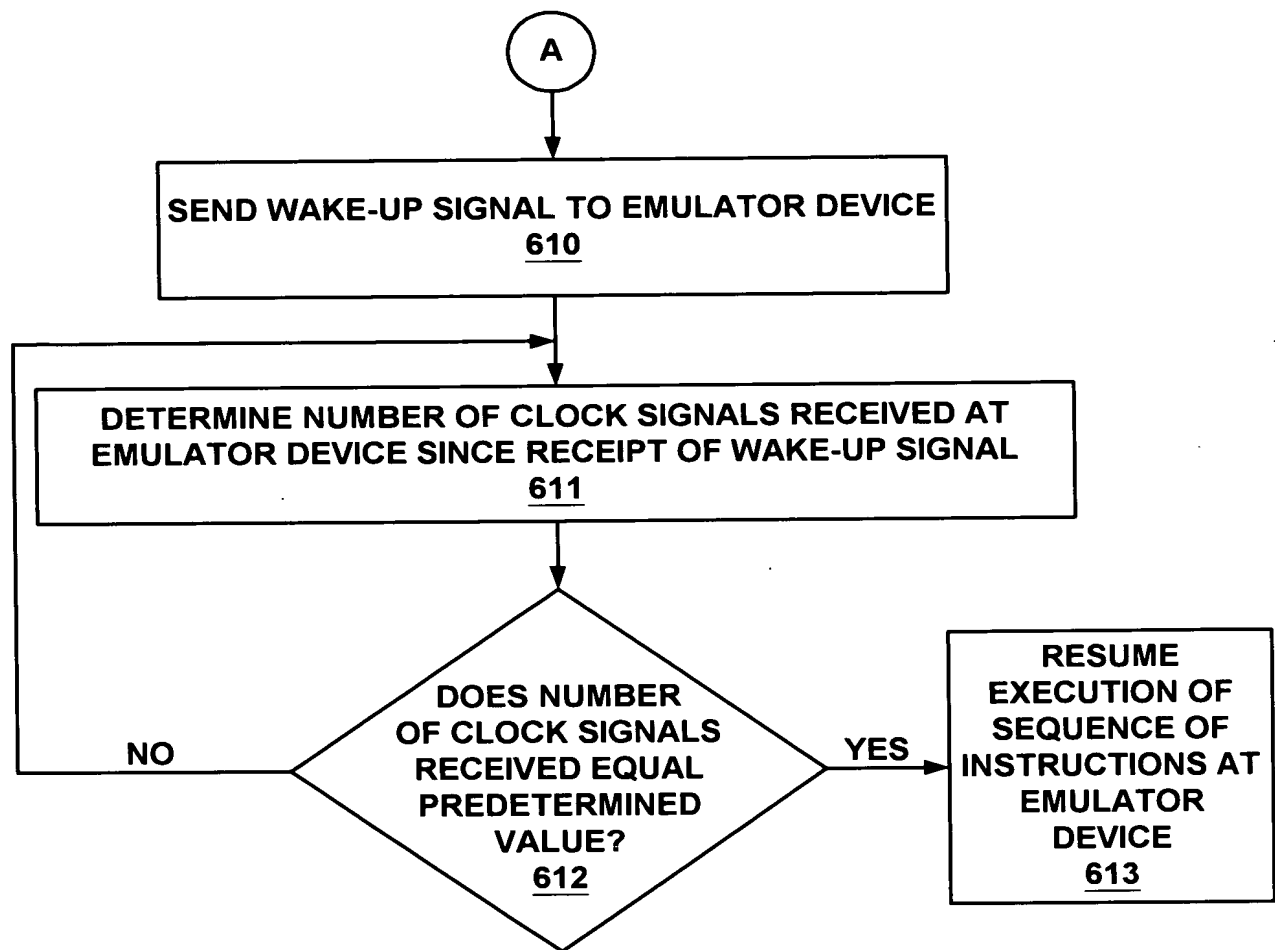 A
SEND WAKE-UP SIGNAL TO EMULATOR DEVICE
610
DETERMINE NUMBER OF CLOCK SIGNALS RECEIVED AT
EMULATOR DEVICE SINCE RECEIPT OF WAKE-UP SIGNAL
611
DOES NUMBER
OF CLOCK SIGNALS
RECEIVED EQUAL
PREDETERMINED
VALUE?
612
NO
YES
RESUME
EXECUTION OF
SEQUENCE OF
INSTRUCTIONS AT
EMULATOR
DEVICE
613